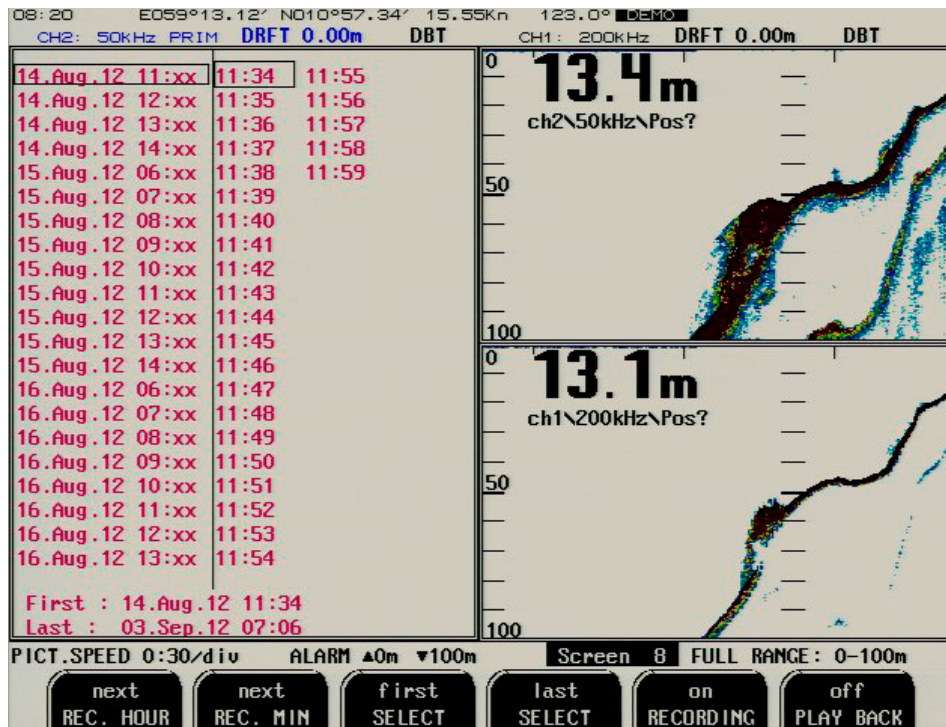 08:20 E059°13.12' N010°57.34' 15.55Kn 123.0° DEMO
CH2: 50KHz PRIM DRFT 0.00m DBT
CH1: 200KHz DRFT 0.00m DBT
14.Aug.12 11:xx 11:34 11:55
14.Aug.12 12:xx 11:35 11:56
14.Aug.12 13:xx 11:36 11:57
14.Aug.12 14:xx 11:37 11:58
15.Aug.12 06:xx 11:38 11:59
15.Aug.12 07:xx 11:39
15.Aug.12 08:xx 11:40
15.Aug.12 09:xx 11:41
15.Aug.12 10:xx 11:42
15.Aug.12 11:xx 11:43
15.Aug.12 12:xx 11:44
15.Aug.12 13:xx 11:45
15.Aug.12 14:xx 11:46
16.Aug.12 06:xx 11:47
16.Aug.12 07:xx 11:48
16.Aug.12 08:xx 11:49
16.Aug.12 09:xx 11:50
16.Aug.12 10:xx 11:51
16.Aug.12 11:xx 11:52
16.Aug.12 12:xx 11:53
16.Aug.12 13:xx 11:54
First : 14.Aug.12 11:34
Last : 03.Sep.12 07:06
0
13.4m
ch2\50kHz\Pos?
50
100
0
13.1m
ch1\200kHz\Pos?
50
100
PICT.SPEED 0:30/div ALARM ▲0m ▼100m Screen 8 FULL RANGE: 0-100m
next next first last on off
REC. HOUR REC. MIN SELECT SELECT RECORDING PLAY BACK